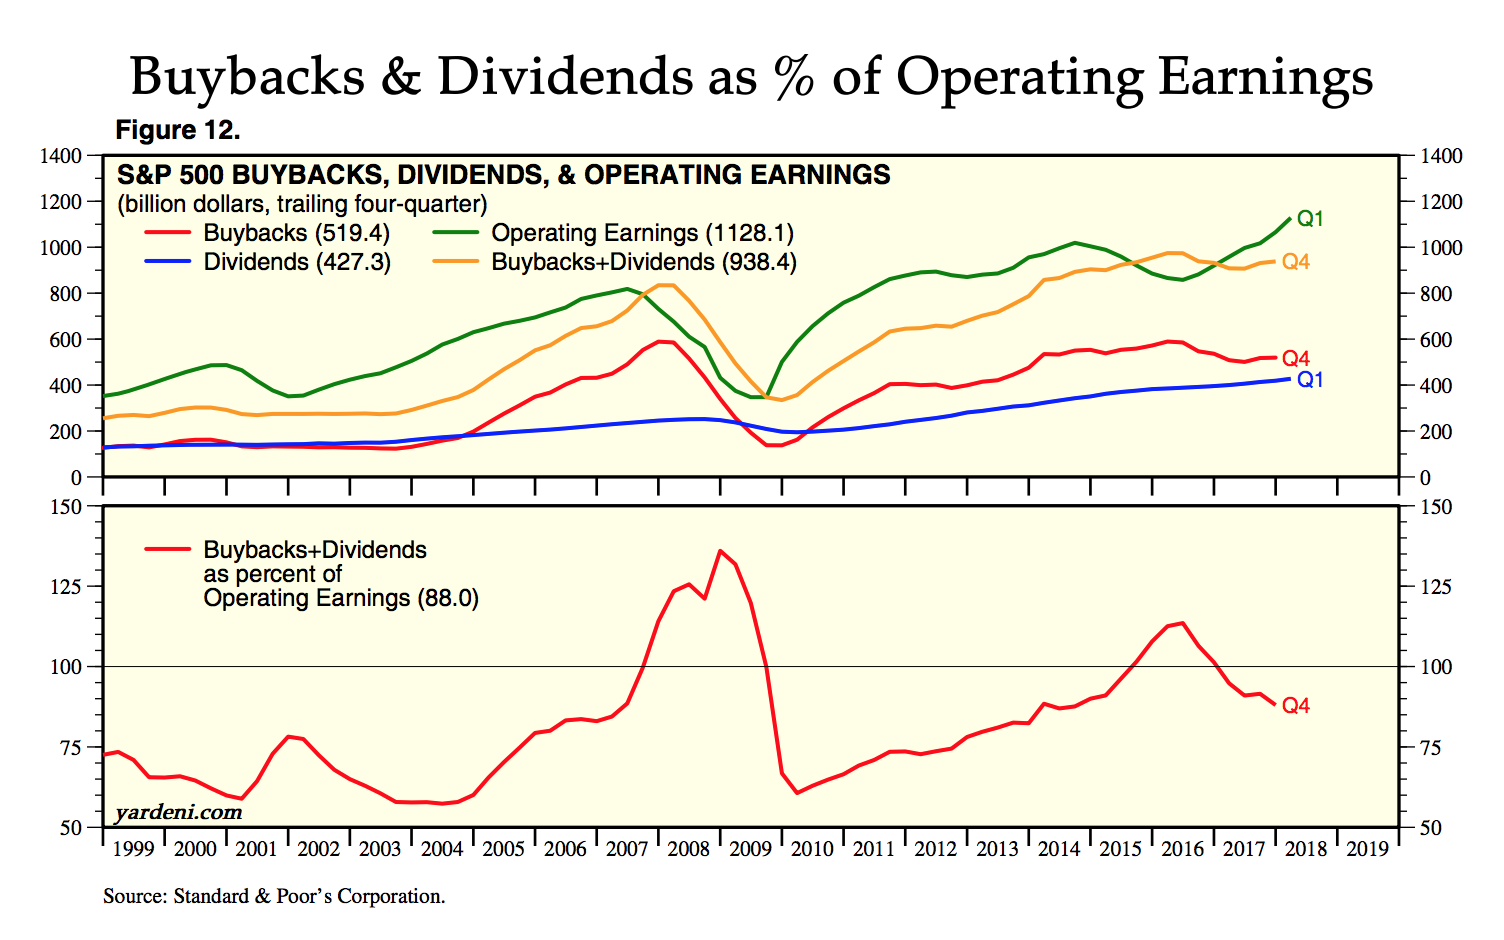 Buybacks & Dividends as % of Operating Earnings
Figure 12.
S&P 500 BUYBACKS, DIVIDENDS, & OPERATING EARNINGS
(billion dollars, trailing four-quarter)
Buybacks (519.4)
Operating Earnings (1128.1)
Dividends (427.3)
Buybacks+Dividends (938.4)
1400
1200
1000
800
600
400
200
0
1400
1200
1000
800
600
400
200
0
Q1
Q4
Q4
Q1
Buybacks+Dividends
as percent of
Operating Earnings (88.0)
150
125
100
75
50
150
125
100
75
50
Q4
yardeni.com
1999 2000 2001 2002 2003 2004 2005 2006 2007 2008 2009 2010 2011 2012 2013 2014 2015 2016 2017 2018 2019
Source: Standard & Poor's Corporation.